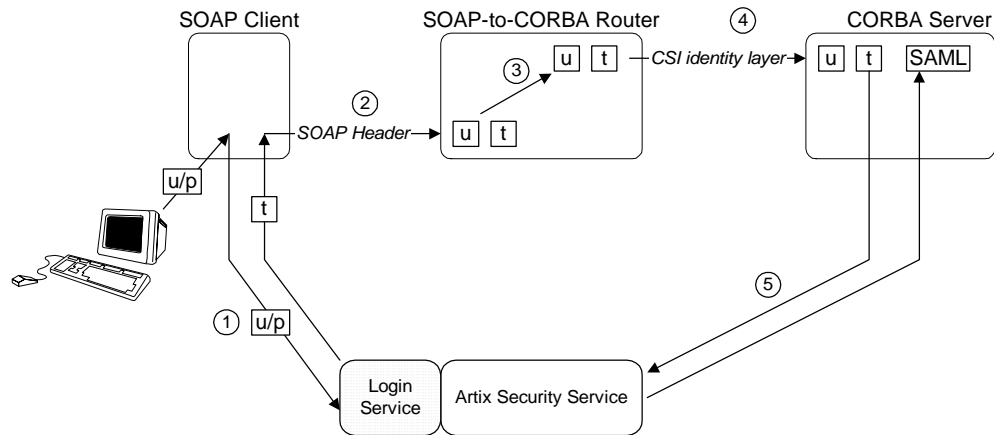 SOAP Client
SOAP-to-CORBA Router
4
CORBA Server
u t
CSI identity layer
u t SAML
3
2
SOAP Header
u t
u/p
t
5
1
u/p
Login
Service
Artix Security Service